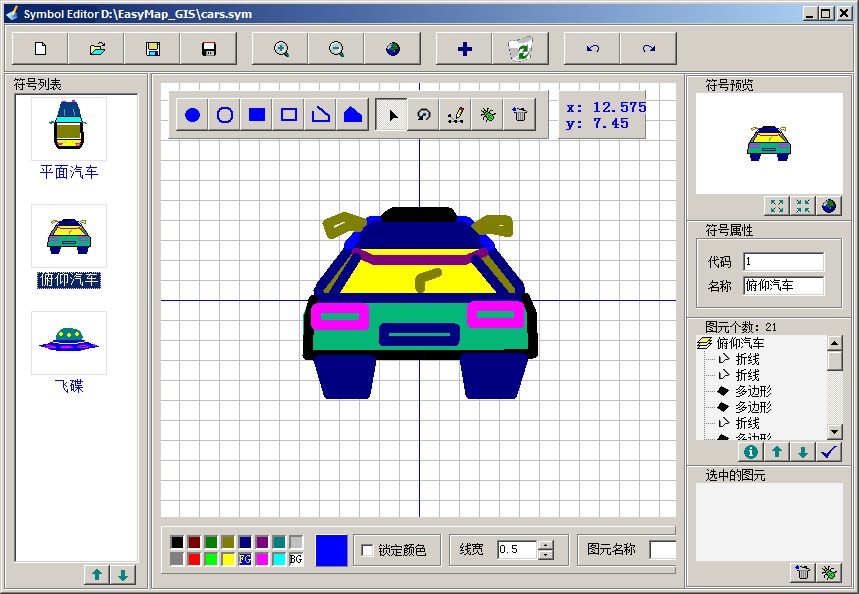 Symbol Editor D:\EasyMap_GIS\cars.sym
符号列表
平面汽车
俯仰汽车
飞碟
x: 12.575
y: 7.45
FG
BG
锁定颜色
线宽
0.5
图元名称
符号预览
符号属性
代码
1
名称
俯仰汽车
图元个数: 21
俯仰汽车
折线
折线
多边形
多边形
折线
多边形
选中的图元